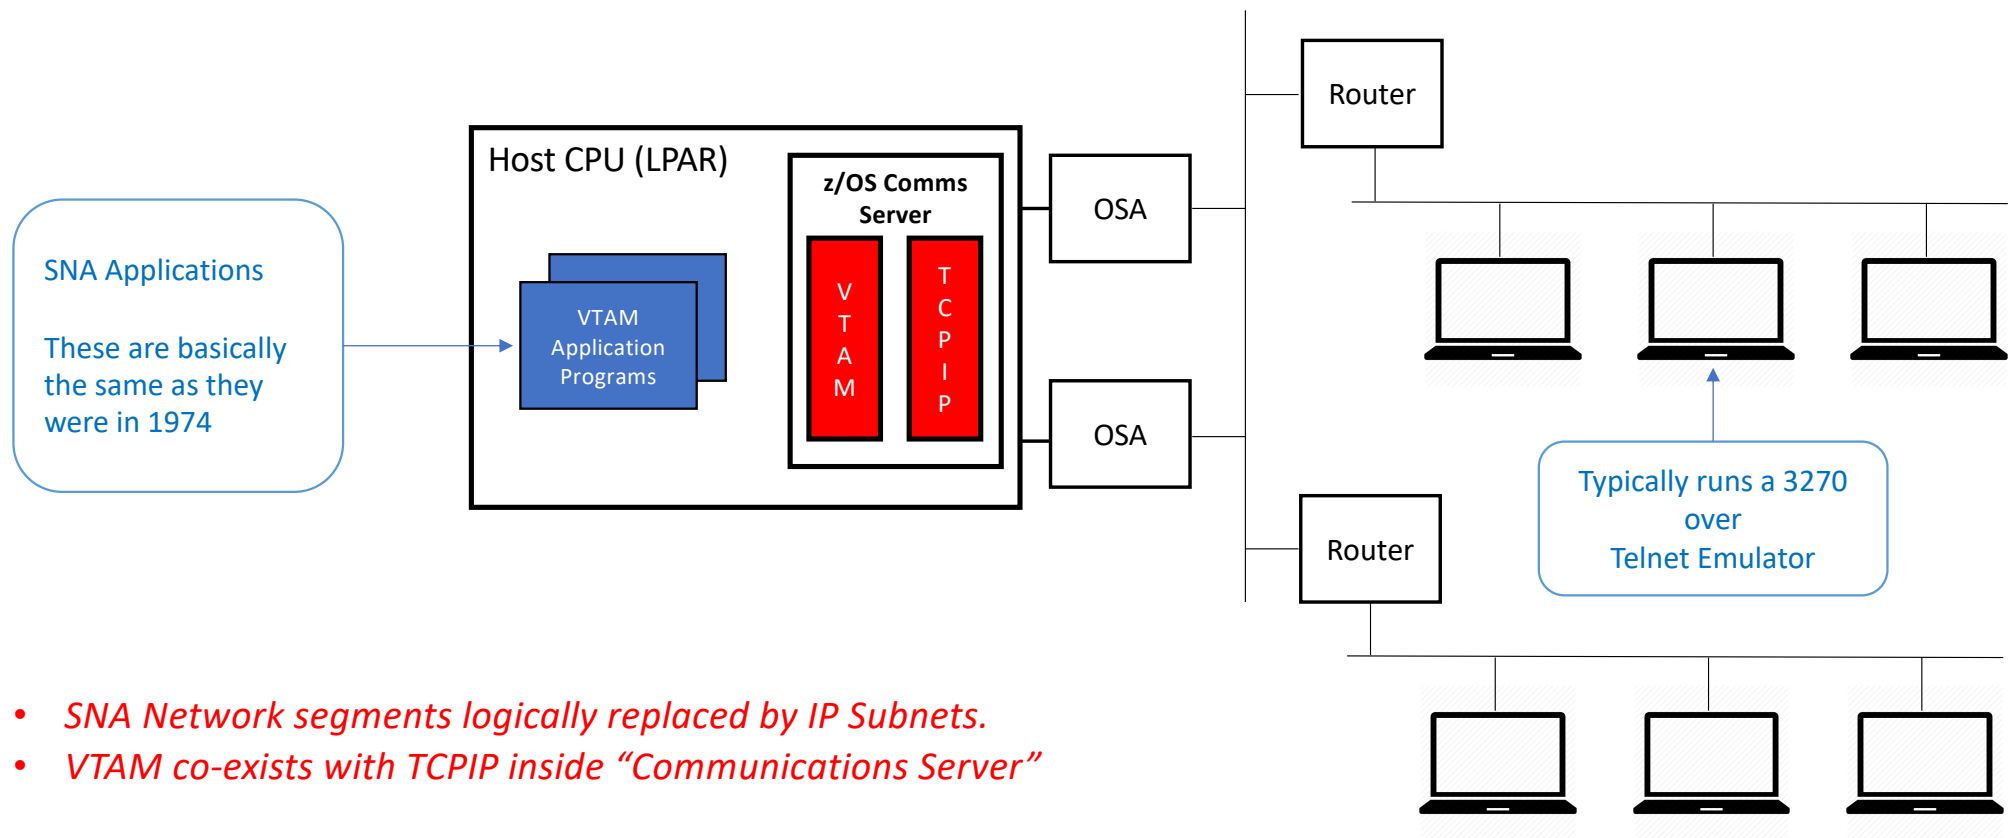 Router
Host CPU (LPAR)
z/OS Comms
Server
OSA
SNA Applications
These are basically
the same as they
were in 1974
VTAM
Application
Programs
V
T
A
M
T
C
P
I
P
OSA
Typically runs a 3270
over
Telnet Emulator
Router
• SNA Network segments logically replaced by IP Subnets.
• VTAM co-exists with TCPIP inside “Communications Server”